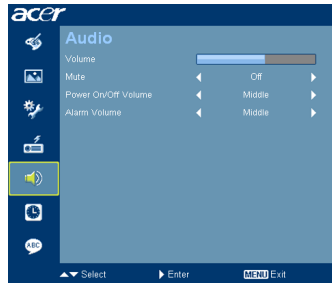 acer
Audio
Volume
Mute Off
Power On/Off Volume Middle
Alarm Volume Middle
ABC
Select Enter MENU Exit